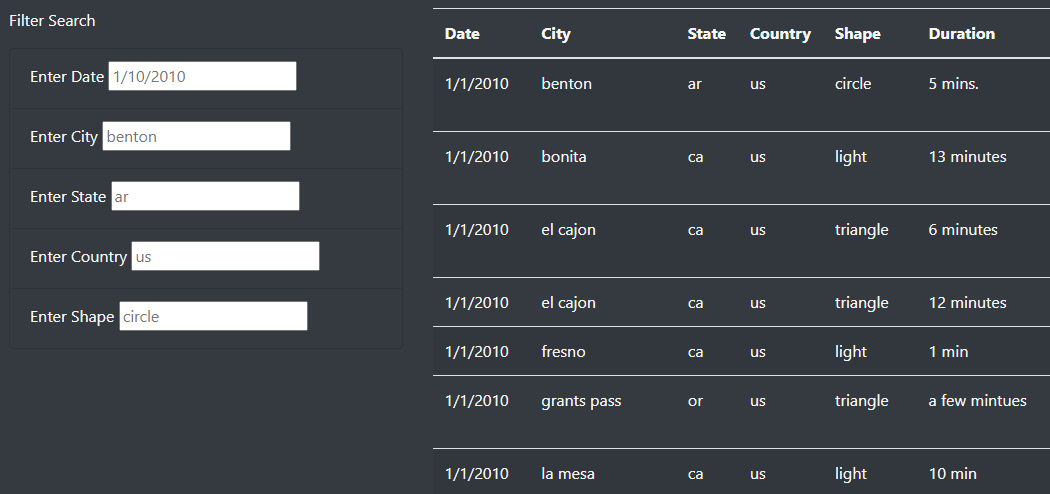 Filter Search
Enter Date 1/10/2010
Enter City benton
Enter State ar
Enter Country us
Enter Shape circle
Date City State Country Shape Duration
1/1/2010 benton ar us circle 5 mins.
1/1/2010 bonita ca us light 13 minutes
1/1/2010 el cajon ca us triangle 6 minutes
1/1/2010 el cajon ca us triangle 12 minutes
1/1/2010 fresno ca us light 1 min
1/1/2010 grants pass or us triangle a few mintues
1/1/2010 la mesa ca us light 10 min